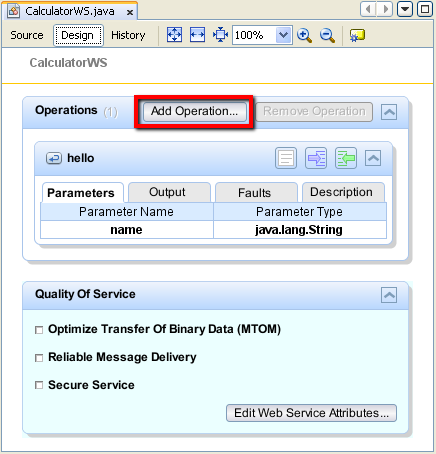 CalculatorWS.java x
Source Design History 100%
CalculatorWS
Operations (1) Add Operation... Remove Operation
hello
Parameters Output Faults Description
Parameter Name Parameter Type
name java.lang.String
Quality Of Service
Optimize Transfer Of Binary Data (MTOM)
Reliable Message Delivery
Secure Service
Edit Web Service Attributes...